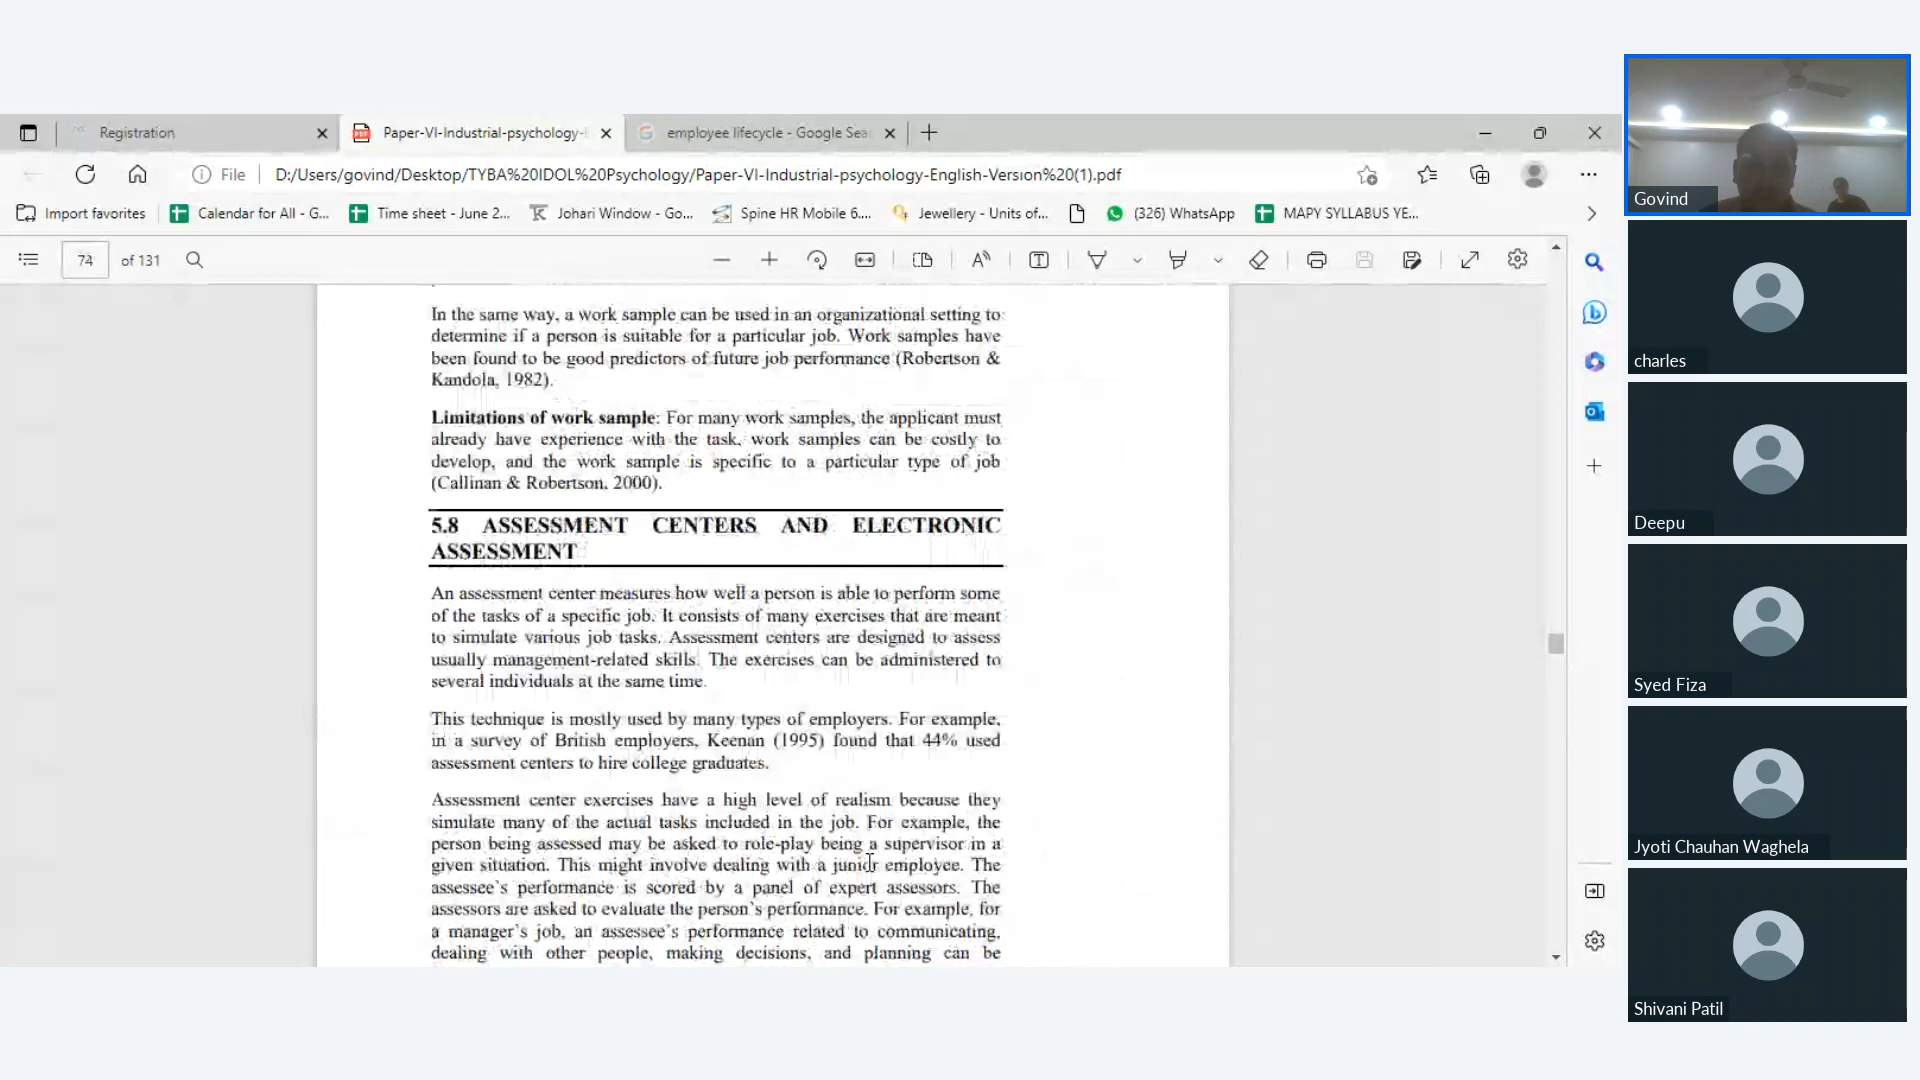 Registration
Paper-VI-Industrial-psychology-
employee lifecycle - Google Sea
File
D:/Users/govind/Desktop/TYBA%20IDOL%20Psychology/Paper-VI-Industrial-psychology-English-Version%20(1).pdf
Import favorites
Calendar for All - G...
Time sheet - June 2...
Johari Window - Go...
Spine HR Mobile 6....
Jewellery - Units of...
(326) WhatsApp
MAPY SYLLABUS YE...
74 of 131
In the same way, a work sample can be used in an organizational setting to
determine if a person is suitable for a particular job. Work samples have
been found to be good predictors of future job performance (Robertson &
Kandola, 1982).
Limitations of work sample: For many work samples, the applicant must
already have experience with the task, work samples can be costly to
develop, and the work sample is specific to a particular type of job
(Callinan & Robertson, 2000).
5.8 ASSESSMENT CENTERS AND ELECTRONIC
ASSESSMENT
An assessment center measures how well a person is able to perform some
of the tasks of a specific job. It consists of many exercises that are meant
to simulate various job tasks. Assessment centers are designed to assess
usually management-related skills. The exercises can be administered to
several individuals at the same time.
This technique is mostly used by many types of employers. For example,
in a survey of British employers, Keenan (1995) found that 44% used
assessment centers to hire college graduates.
Assessment center exercises have a high level of realism because they
simulate many of the actual tasks included in the job. For example, the
person being assessed may be asked to role-play being a supervisor in a
given situation. This might involve dealing with a junior employee. The
assessee's performance is scored by a panel of expert assessors. The
assessors are asked to evaluate the person's performance. For example, for
a manager's job, an assessee's performance related to communicating,
dealing with other people, making decisions, and planning can be
Govind
charles
Deepu
Syed Fiza
Jyoti Chauhan Waghela
Shivani Patil